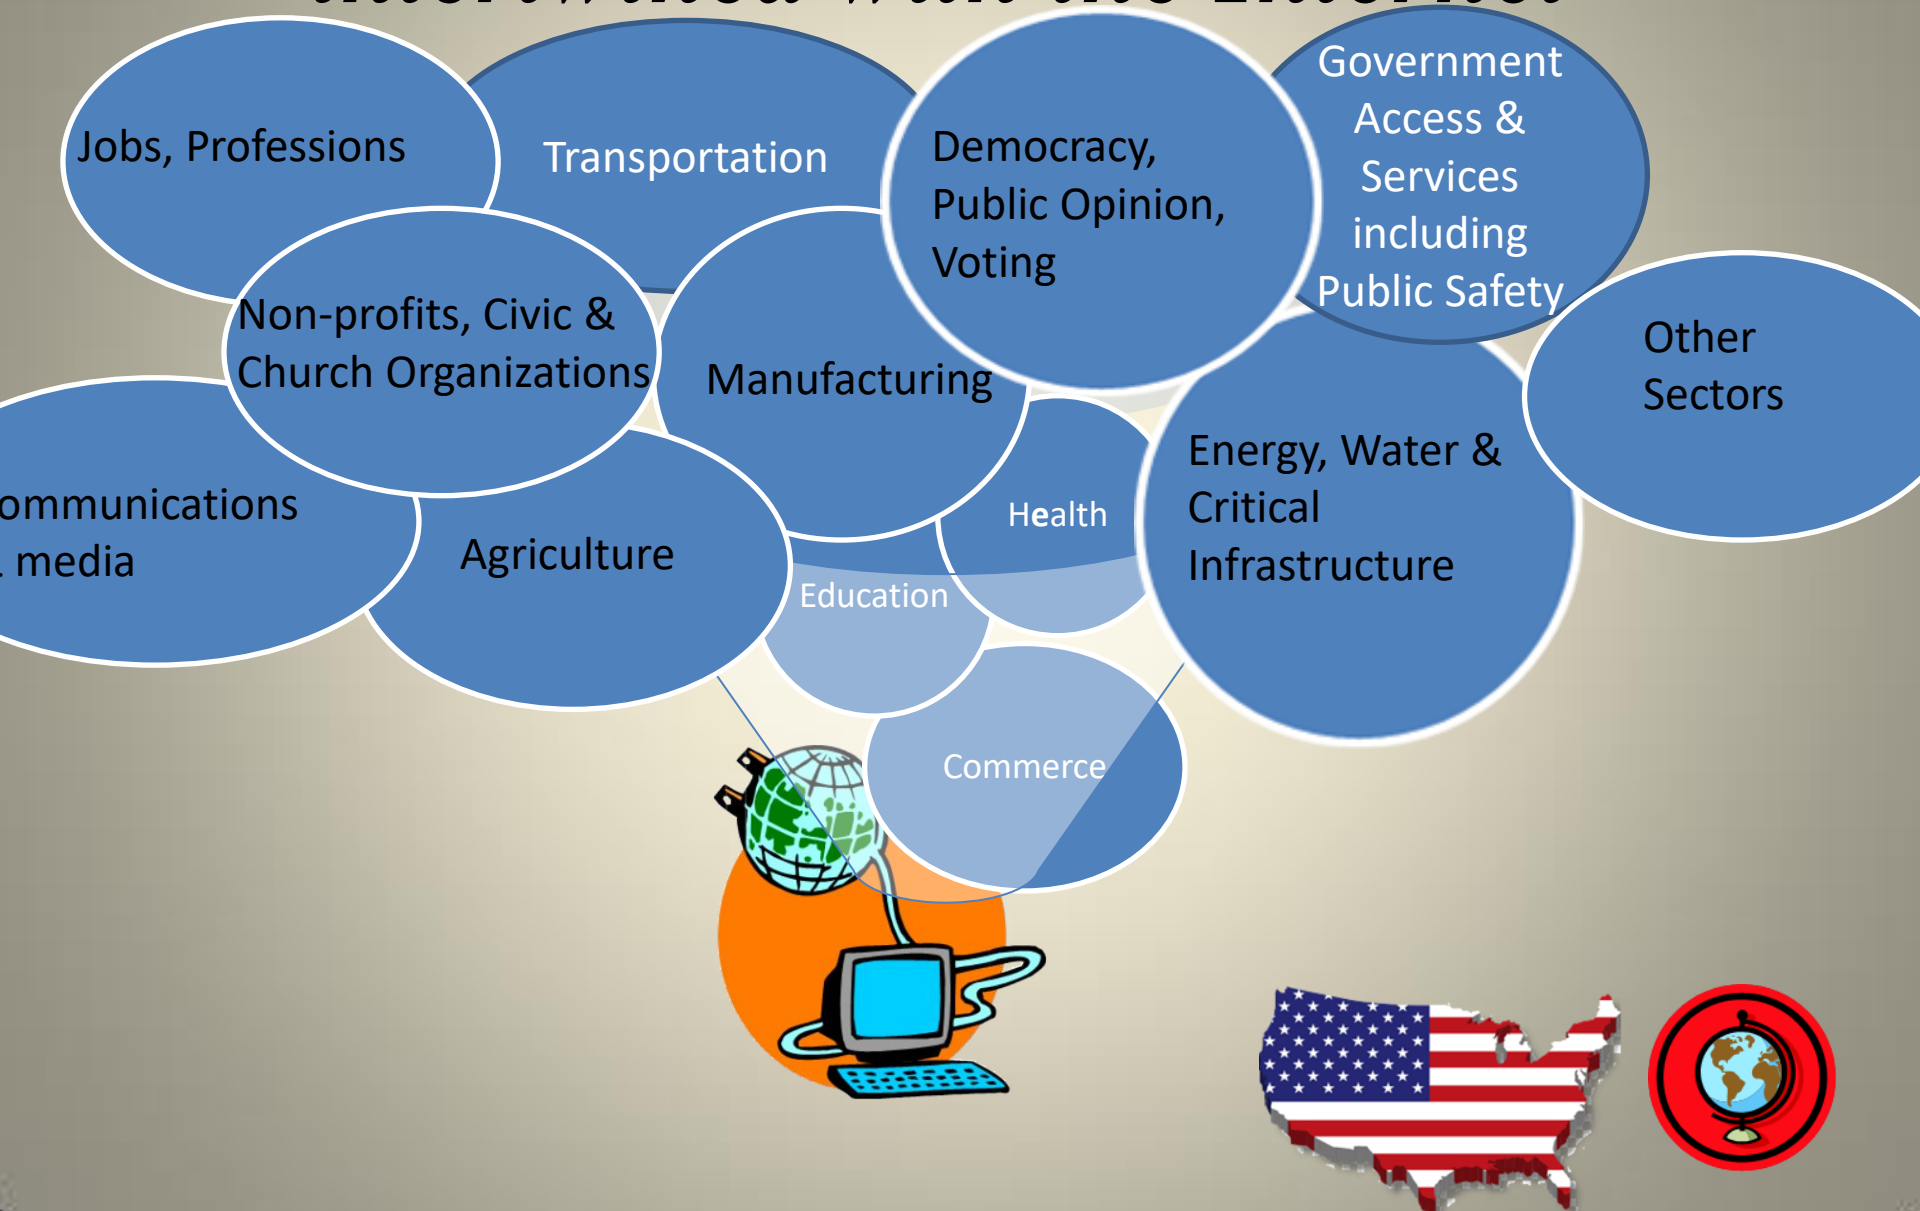 Jobs, Professions
Transportation
Democracy,
Public Opinion,
Voting
Government
Access &
Services
including
Public Safety
Non-profits, Civic &
Church Organizations
Manufacturing
Other
Sectors
Energy, Water &
Critical
Infrastructure
ommunications
media
Agriculture
Health
Education
Commerce